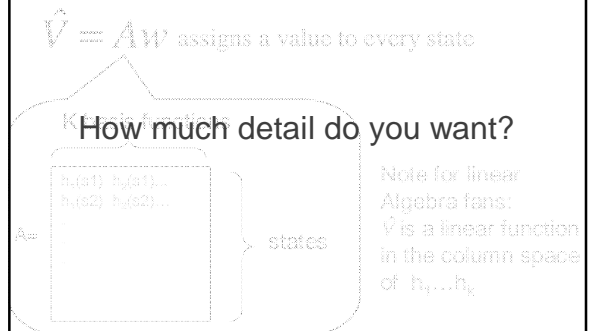 V̂ = Aw assigns a value to every state
K basis functions
How much detail do you want?
h₁(s1) h₂(s1)...
h₁(s2) h₂(s2)...
A=
states
Note for linear
Algebra fans:
V̂ is a linear function
in the column space
of h₁...hₖ